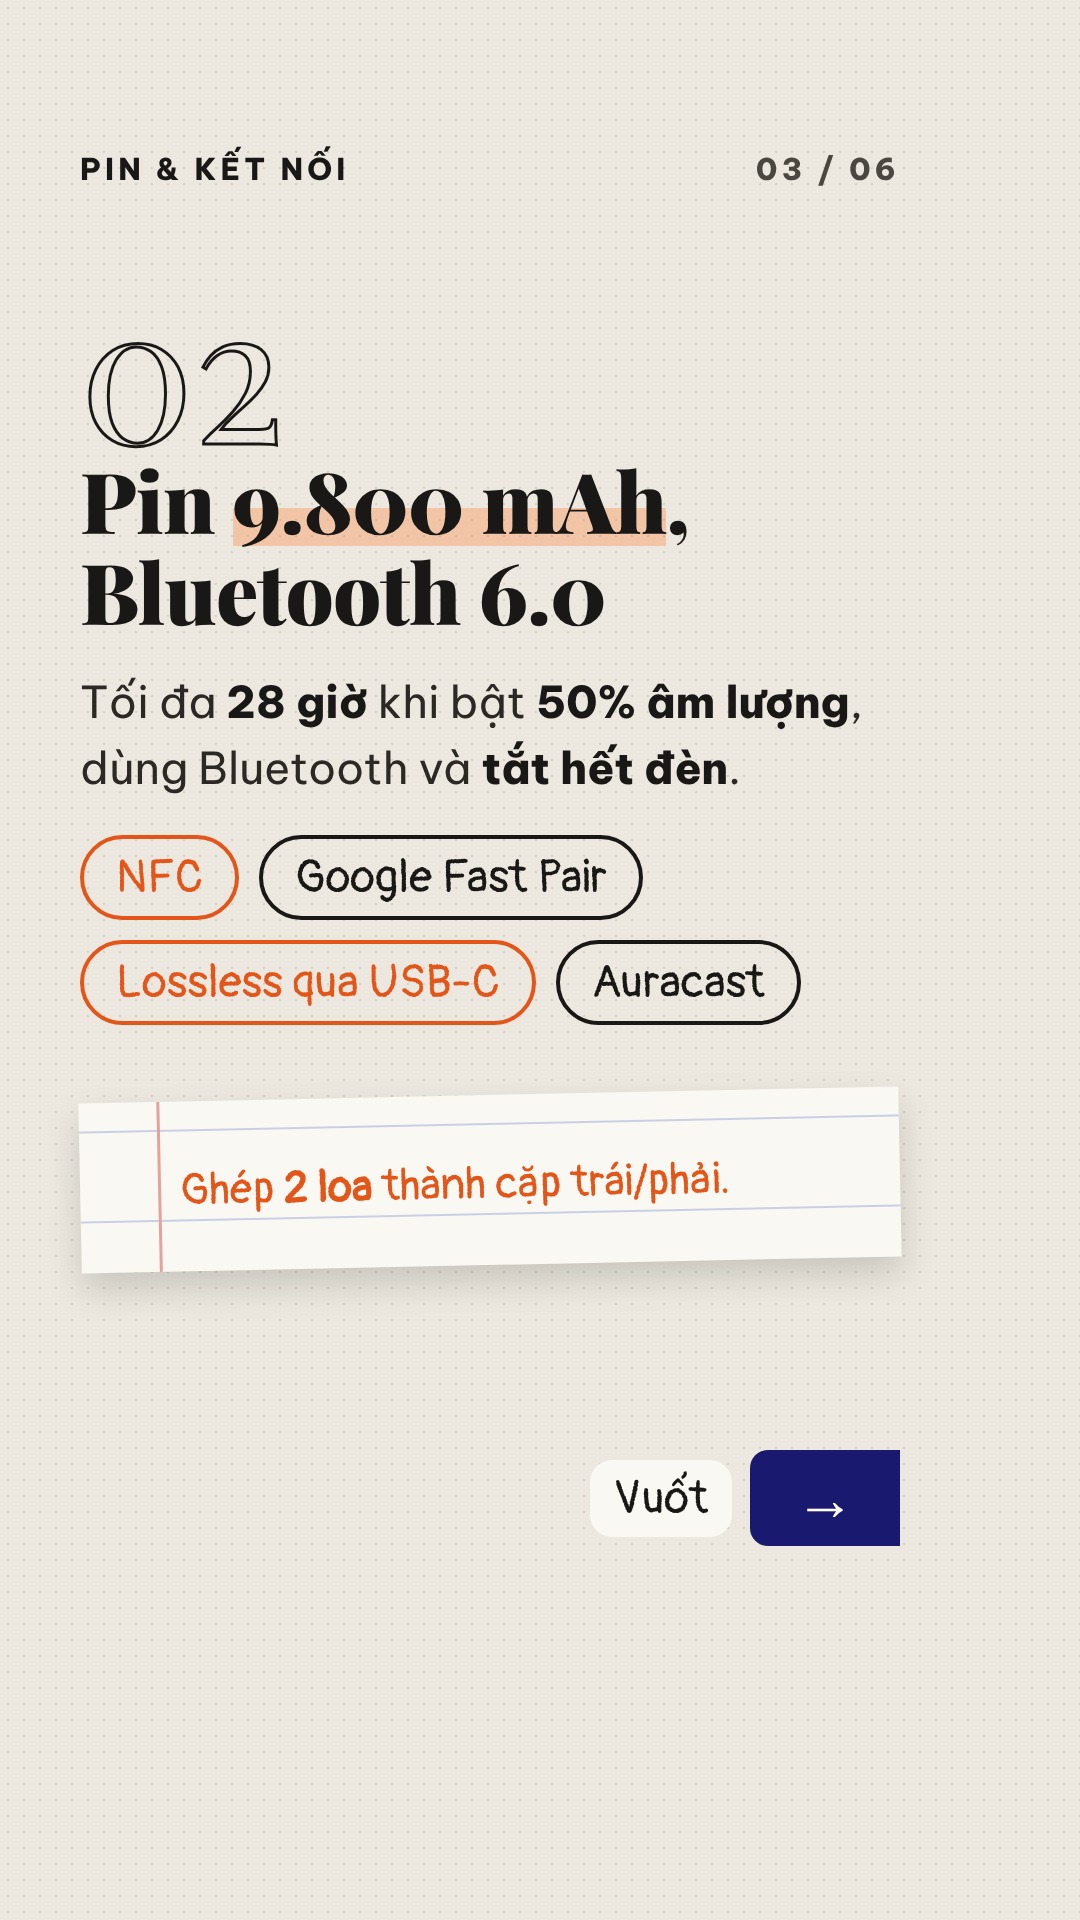 PIN & KẾT NỐI
03 / 06
02
Pin 9.800 mAh,
Bluetooth 6.0
Tối đa 28 giờ khi bật 50% âm lượng,
dùng Bluetooth và tắt hết đèn.
NFC
Google Fast Pair
Lossless qua USB-C
Auracast
Ghép 2 loa thành cặp trái/phải.
Vuốt →